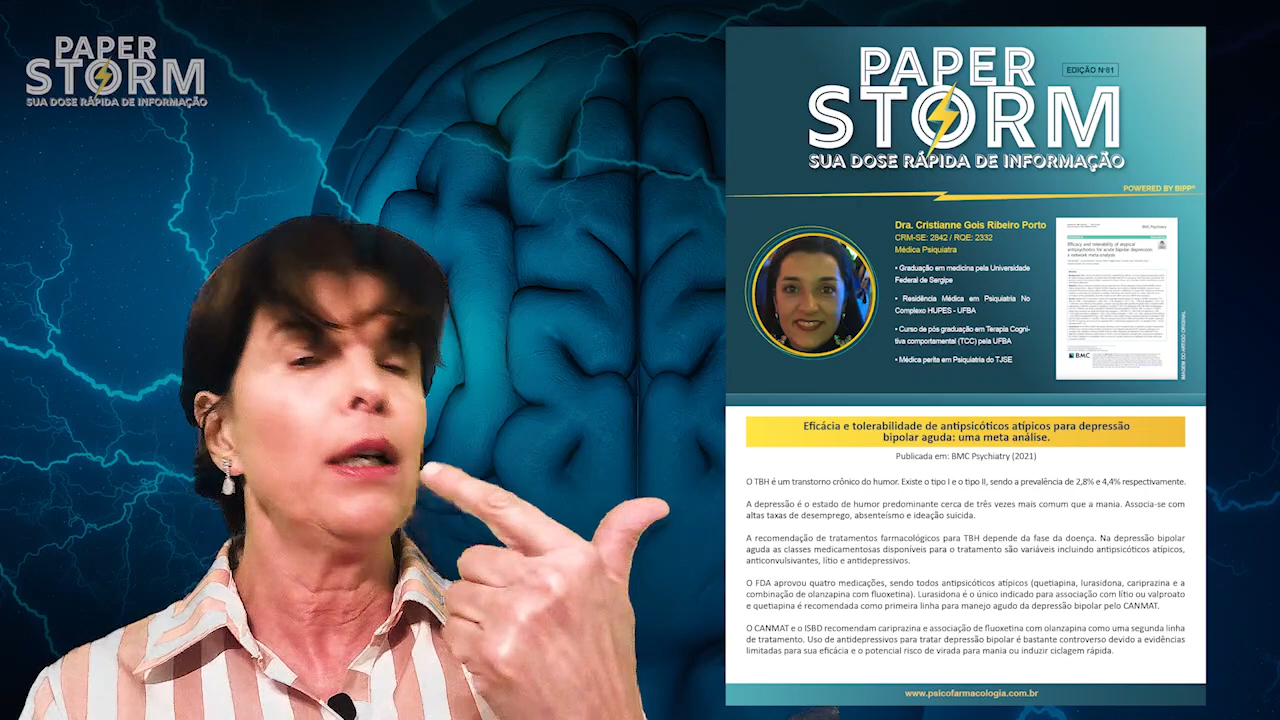 PAPER
STORM
SUA DOSE RÁPIDA DE INFORMAÇÃO
PAPER
STORM
EDIÇÃO Nº81
SUA DOSE RÁPIDA DE INFORMAÇÃO
POWERED BY BIPP®
Dra. Cristianne Gois Ribeiro Porto
CRM-SE: 2842 / RQE: 2332
Médica Psiquiatra
• Graduação em medicina pela Universidade
Federal de Sergipe
• Residência Médica em Psiquiatria No
Complexo HUPES - UFBA
• Curso de pós graduação em Terapia Cogni-
tiva comportamental (TCC) pela UFBA
• Médica perita em Psiquiatria do TJSE
BMC Psychiatry
Efficacy and tolerability of atypical
antipsychotics for acute bipolar depression:
a network meta-analysis
BMC
IMAGEM DO ARTIGO ORIGINAL
Eficácia e tolerabilidade de antipsicóticos atípicos para depressão
bipolar aguda: uma meta análise.
Publicada em: BMC Psychiatry (2021)
O TBH é um transtorno crônico do humor. Existe o tipo I e o tipo II, sendo a prevalência de 2,8% e 4,4% respectivamente.
A depressão é o estado de humor predominante cerca de três vezes mais comum que a mania. Associa-se com
altas taxas de desemprego, absenteísmo e ideação suicida.
A recomendação de tratamentos farmacológicos para TBH depende da fase da doença. Na depressão bipolar
aguda as classes medicamentosas disponíveis para o tratamento são variáveis incluindo antipsicóticos atípicos,
anticonvulsivantes, lítio e antidepressivos.
O FDA aprovou quatro medicações, sendo todos antipsicóticos atípicos (quetiapina, lurasidona, cariprazina e a
combinação de olanzapina com fluoxetina). Lurasidona é o único indicado para associação com lítio ou valproato
e quetiapina é recomendada como primeira linha para manejo agudo da depressão bipolar pelo CANMAT.
O CANMAT e o ISBD recomendam cariprazina e associação de fluoxetina com olanzapina como uma segunda linha
de tratamento. Uso de antidepressivos para tratar depressão bipolar é bastante controverso devido a evidências
limitadas para sua eficácia e o potencial risco de virada para mania ou induzir ciclagem rápida.
www.psicofarmacologia.com.br